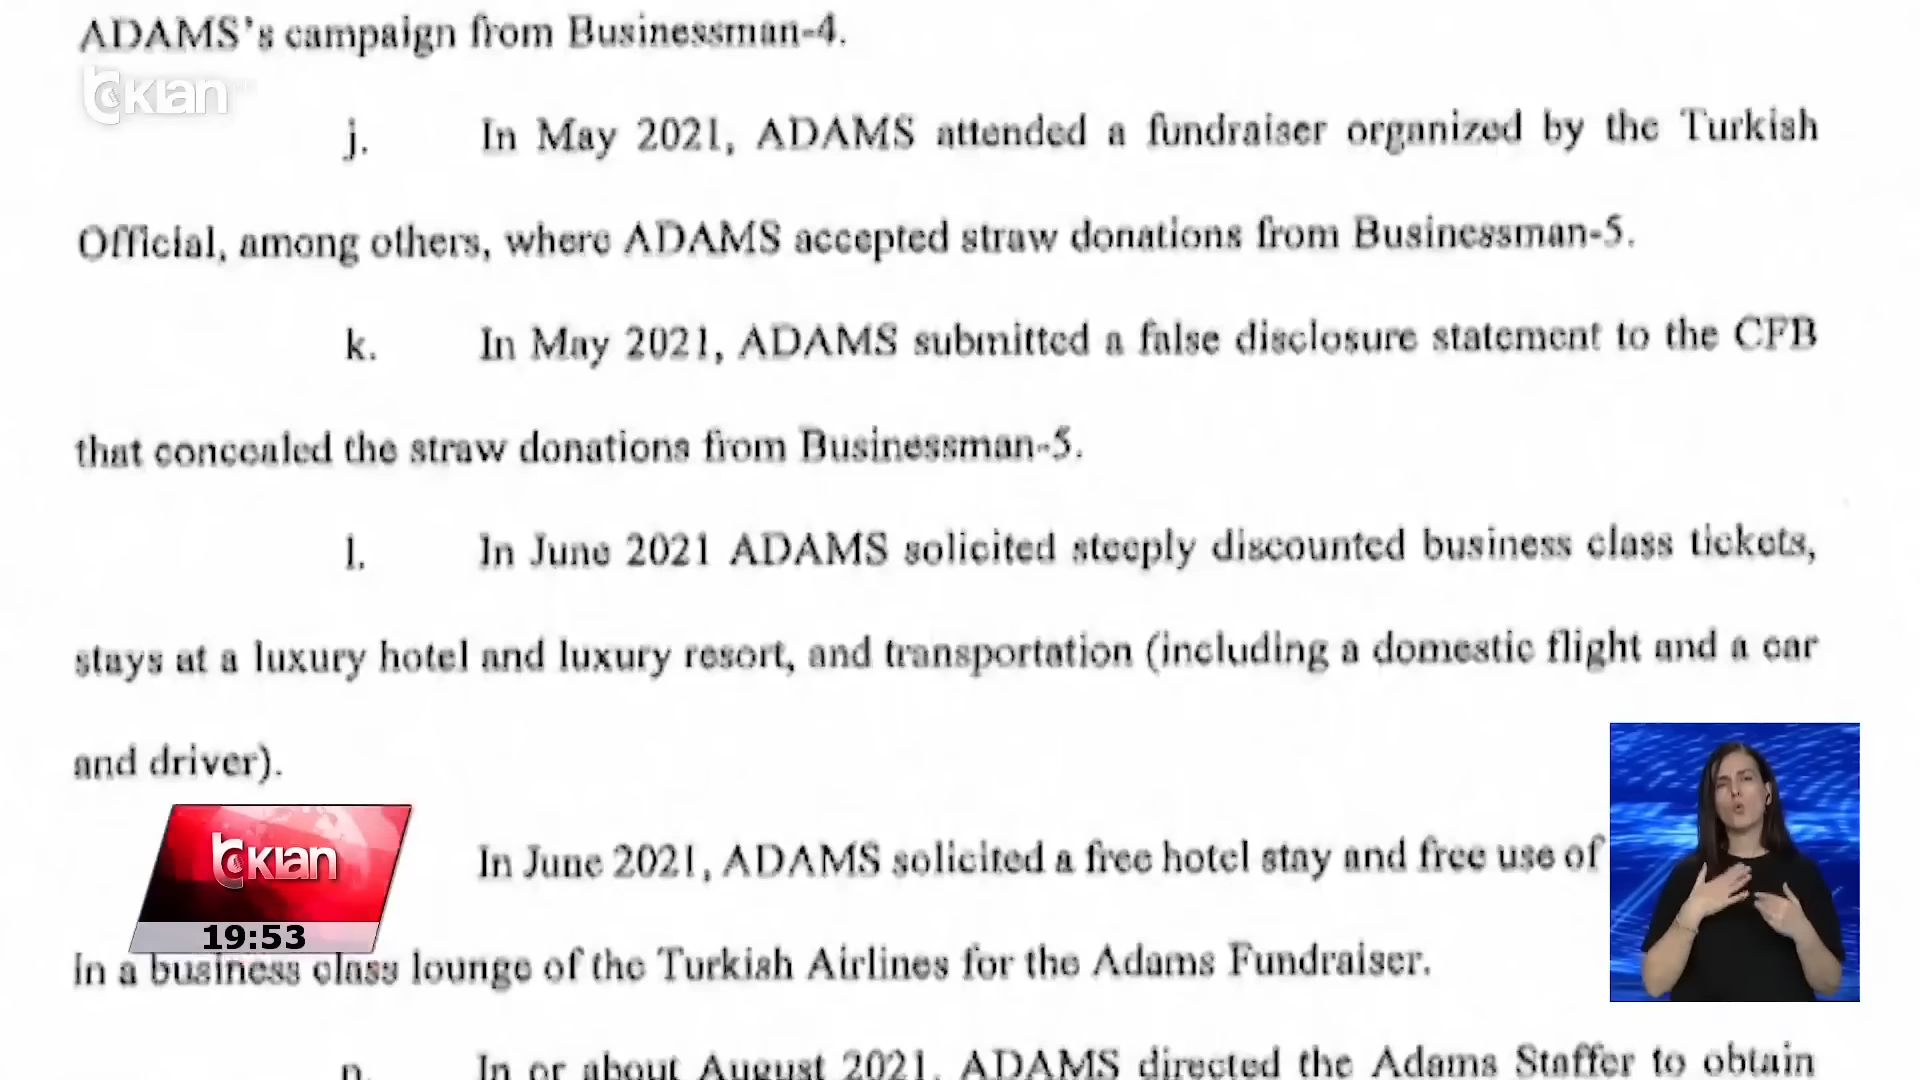 ADAMS's campaign from Businessman-4.
tv klan
j. In May 2021, ADAMS attended a fundraiser organized by the Turkish
Official, among others, where ADAMS accepted straw donations from Businessman-5.
k. In May 2021, ADAMS submitted a false disclosure statement to the CFB
that concealed the straw donations from Businessman-5.
l. In June 2021 ADAMS solicited steeply discounted business class tickets,
stays at a luxury hotel and luxury resort, and transportation (including a domestic flight and a car
and driver).
tv klan
In June 2021, ADAMS solicited a free hotel stay and free use of
19:53
in a business class lounge of the Turkish Airlines for the Adams Fundraiser.
n. In or about August 2021, ADAMS directed the Adams Staffer to obtain